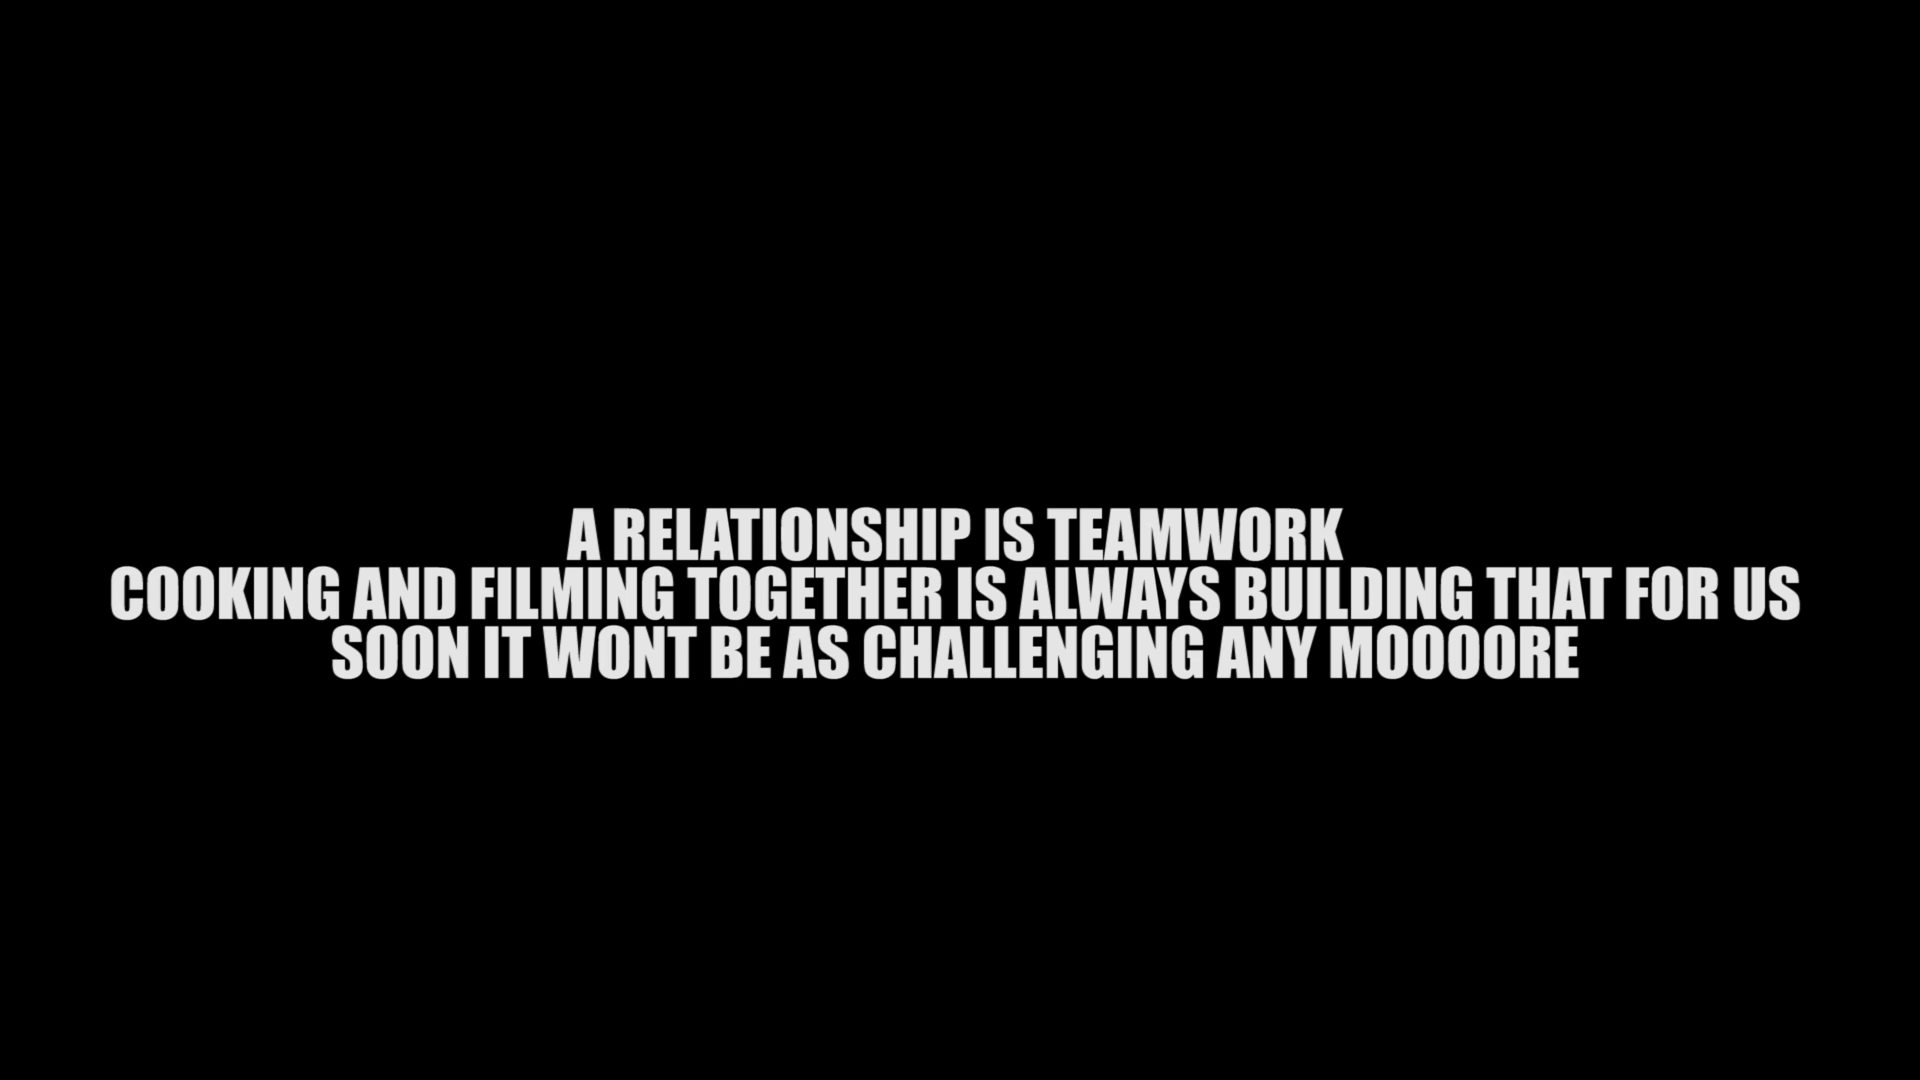 A RELATIONSHIP IS TEAMWORK
COOKING AND FILMING TOGETHER IS ALWAYS BUILDING THAT FOR US
SOON IT WONT BE AS CHALLENGING ANY MOOOORE